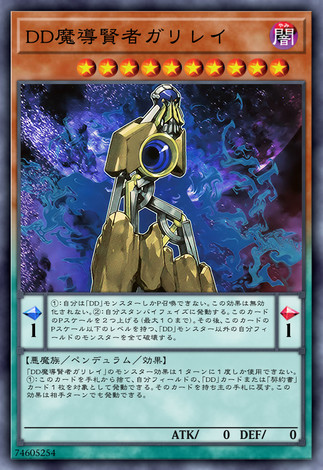 DD魔導賢者ガリレイ
やみ
闇
①:自分は「DD」モンスターしかP召喚できない。この効果は無効
化されない。②:自分スタンバイフェイズに発動する。このカード
のPスケールを2つ上げる(最大10まで)。その後、このカードの
Pスケール以下のレベルを持つ、「DD」モンスター以外の自分フィ
ールドのモンスターを全て破壊する。
1
1
【悪魔族/ペンデュラム/効果】
「DD魔導賢者ガリレイ」のモンスター効果は1ターンに1度しか使用できない。
①:このカードを手札から捨て、自分フィールドの、「DD」カードまたは「契約書」
カード1枚を対象として発動できる。そのカードを持ち主の手札に戻す。この
効果は相手ターンでも発動できる。
ATK/ 0 DEF/ 0
74605254